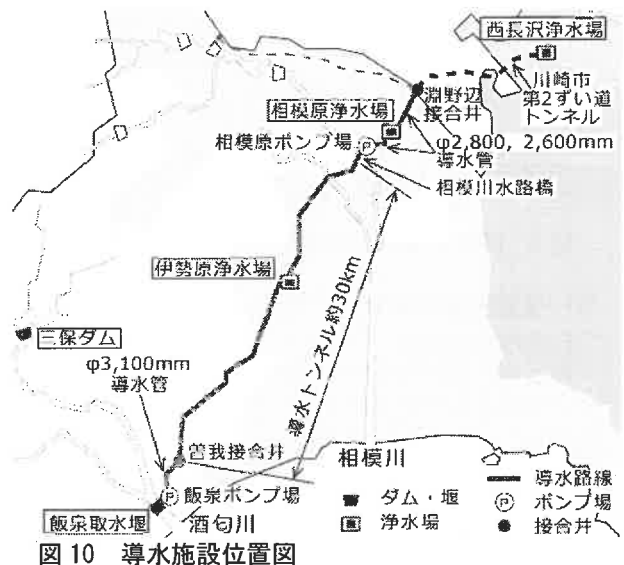 西長沢浄水場
川崎市
第2ずい道
トンネル
淵野辺
接合井
相模原浄水場
相模原ポンプ場
P
φ2,800, 2,600mm
導水管
相模川水路橋
伊勢原浄水場
三保ダム
φ3,100mm
導水管
導水トンネル約30km
曽我接合井
P
飯泉ポンプ場
飯泉取水堰
酒匂川
相模川
ダム・堰
浄水場
導水路線
P ポンプ場
接合井
図10 導水施設位置図